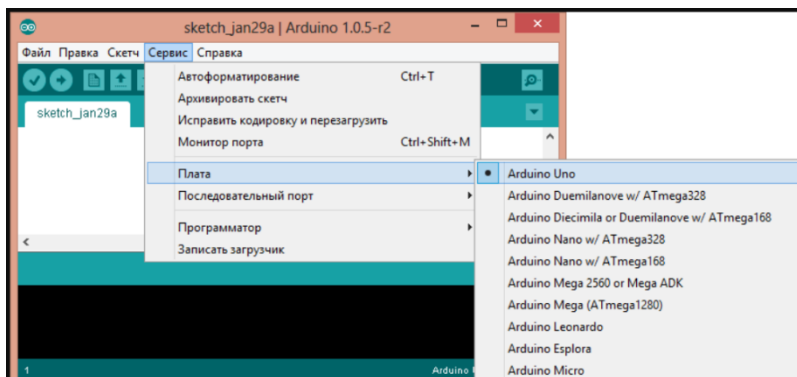 sketch_jan29a | Arduino 1.0.5-r2
Файл Правка Скетч Сервис Справка
Автоформатирование Ctrl+T
Архивировать скетч
sketch_jan29a
Исправить кодировку и перезагрузить
Монитор порта Ctrl+Shift+M
Плата
Последовательный порт
Программатор
Записать загрузчик
Arduino Uno
Arduino Duemilanove w/ ATmega328
Arduino Diecimila or Duemilanove w/ ATmega168
Arduino Nano w/ ATmega328
Arduino Nano w/ ATmega168
Arduino Mega 2560 or Mega ADK
Arduino Mega (ATmega1280)
Arduino Leonardo
Arduino Esplora
Arduino Micro
1 Arduino